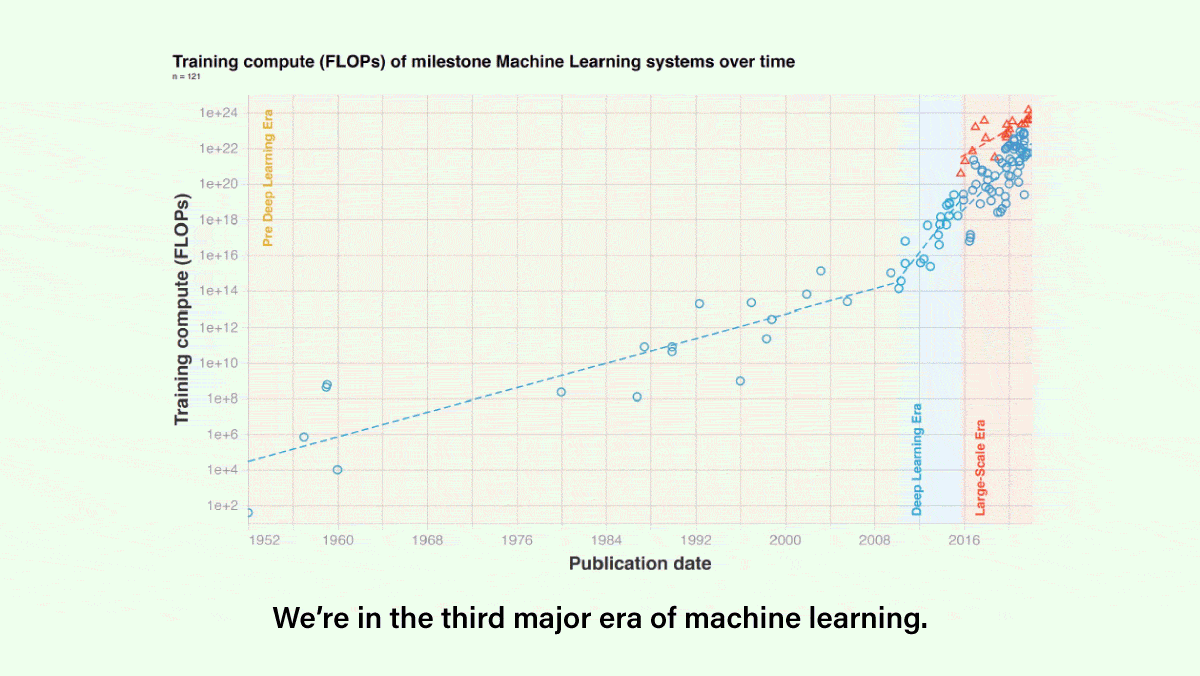 Training compute (FLOPs) of milestone Machine Learning systems over time
n = 121
Training compute (FLOPs)
1e+24
1e+22
1e+20
1e+18
1e+16
1e+14
1e+12
1e+10
1e+8
1e+6
1e+4
1e+2
Pre Deep Learning Era
Deep Learning Era
Large-Scale Era
1952 1960 1968 1976 1984 1992 2000 2008 2016
Publication date
We’re in the third major era of machine learning.